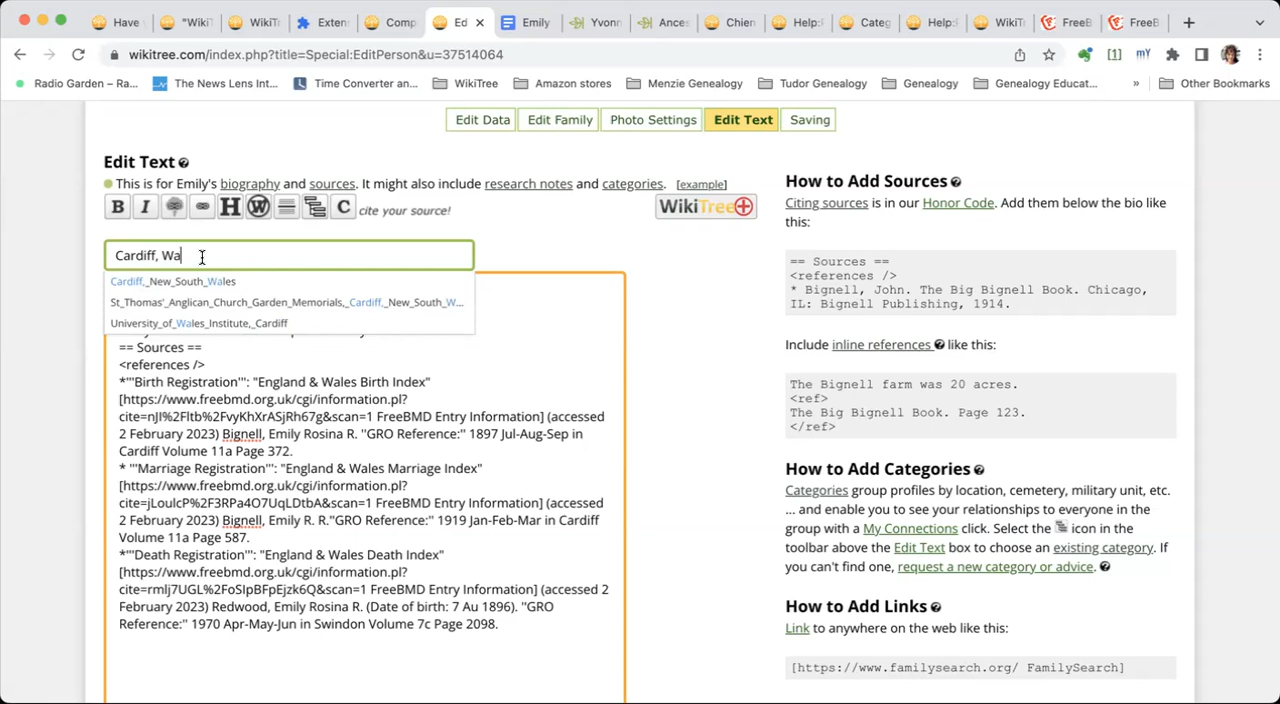 Have
"WikiT
WikiTr
Extens
Comp
Ed
Emily
Yvonn
Ances
Chien
Help:F
Categ
Help:F
WikiTr
FreeB
FreeB
wikitree.com/index.php?title=Special:EditPerson&u=37514064
[1]
mY
Radio Garden – Ra...
The News Lens Int...
Time Converter an...
WikiTree
Amazon stores
Menzie Genealogy
Tudor Genealogy
Genealogy
Genealogy Educat...
»
Other Bookmarks
Edit Data
Edit Family
Photo Settings
Edit Text
Saving
Edit Text
This is for Emily's biography and sources. It might also include research notes and categories. [example]
B I H W C cite your source!
WikiTree
Cardiff, Wa
Cardiff,_New_South_Wales
St_Thomas'_Anglican_Church_Garden_Memorials,_Cardiff,_New_South_W...
University_of_Wales_Institute,_Cardiff
== Sources ==
<references />
*'''Birth Registration''': "England & Wales Birth Index"
[https://www.freebmd.org.uk/cgi/information.pl?
cite=nJI%2Fltb%2FvyKhXrASjRh67g&scan=1 FreeBMD Entry Information] (accessed
2 February 2023) Bignell, Emily Rosina R. ''GRO Reference:'' 1897 Jul-Aug-Sep in
Cardiff Volume 11a Page 372.
* '''Marriage Registration''': "England & Wales Marriage Index"
[https://www.freebmd.org.uk/cgi/information.pl?
cite=jLoulcP%2F3RPa4O7UqLDtbA&scan=1 FreeBMD Entry Information] (accessed
2 February 2023) Bignell, Emily R. R.''GRO Reference:'' 1919 Jan-Feb-Mar in Cardiff
Volume 11a Page 587.
*'''Death Registration''': "England & Wales Death Index"
[https://www.freebmd.org.uk/cgi/information.pl?
cite=rmlj7UGL%2FoSIpBFpEjzk6Q&scan=1 FreeBMD Entry Information] (accessed 2
February 2023) Redwood, Emily Rosina R. (Date of birth: 7 Au 1896). ''GRO
Reference:'' 1970 Apr-May-Jun in Swindon Volume 7c Page 2098.
How to Add Sources
Citing sources is in our Honor Code. Add them below the bio like
this:
== Sources ==
<references />
* Bignell, John. The Big Bignell Book. Chicago,
IL: Bignell Publishing, 1914.
Include inline references like this:
The Bignell farm was 20 acres.
<ref>
The Big Bignell Book. Page 123.
</ref>
How to Add Categories
Categories group profiles by location, cemetery, military unit, etc.
... and enable you to see your relationships to everyone in the
group with a My Connections click. Select the icon in the
toolbar above the Edit Text box to choose an existing category. If
you can't find one, request a new category or advice.
How to Add Links
Link to anywhere on the web like this:
[https://www.familysearch.org/ FamilySearch]